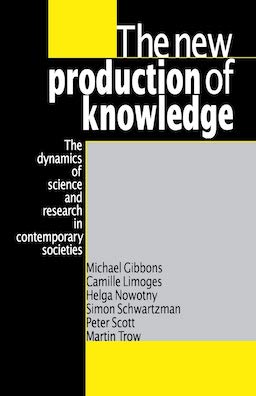 The new
production of
knowledge
The
dynamics
of
science
and
research
in
contemporary
societies
Michael Gibbons
Camille Limoges
Helga Nowotny
Simon Schwartzman
Peter Scott
Martin Trow